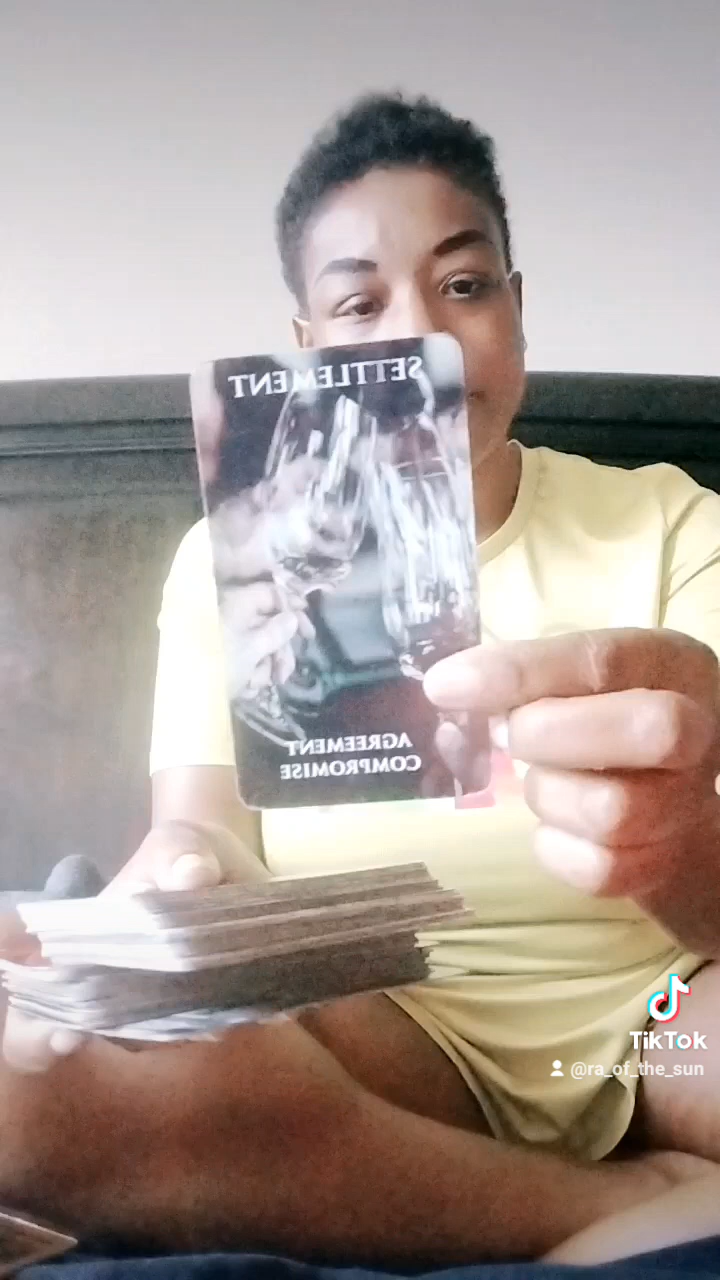 SETTLEMENT
AGREEMENT
COMPROMISE
TikTok
@ra_of_the_sun